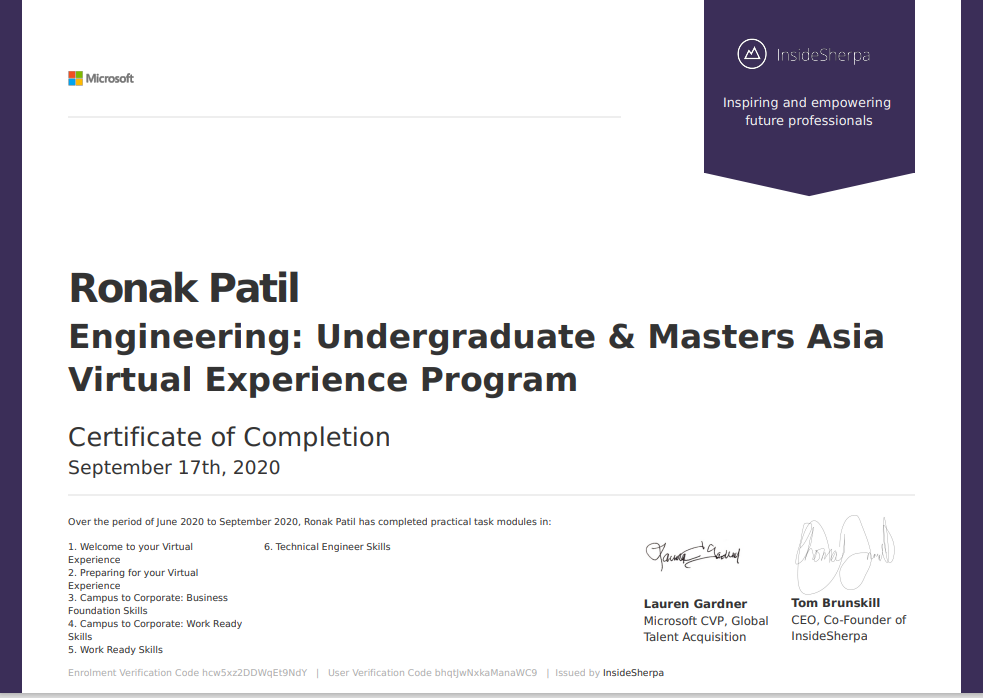 Microsoft
InsideSherpa
Inspiring and empowering
future professionals
Ronak Patil
Engineering: Undergraduate & Masters Asia
Virtual Experience Program
Certificate of Completion
September 17th, 2020
Over the period of June 2020 to September 2020, Ronak Patil has completed practical task modules in:
1. Welcome to your Virtual
Experience
2. Preparing for your Virtual
Experience
3. Campus to Corporate: Business
Foundation Skills
4. Campus to Corporate: Work Ready
Skills
5. Work Ready Skills
6. Technical Engineer Skills
Lauren Gardner
Microsoft CVP, Global
Talent Acquisition
Tom Brunskill
CEO, Co-Founder of
InsideSherpa
Enrolment Verification Code hcw5xz2DDWqEt9NdY | User Verification Code bhqtJwNxkaManaWC9 | Issued by InsideSherpa